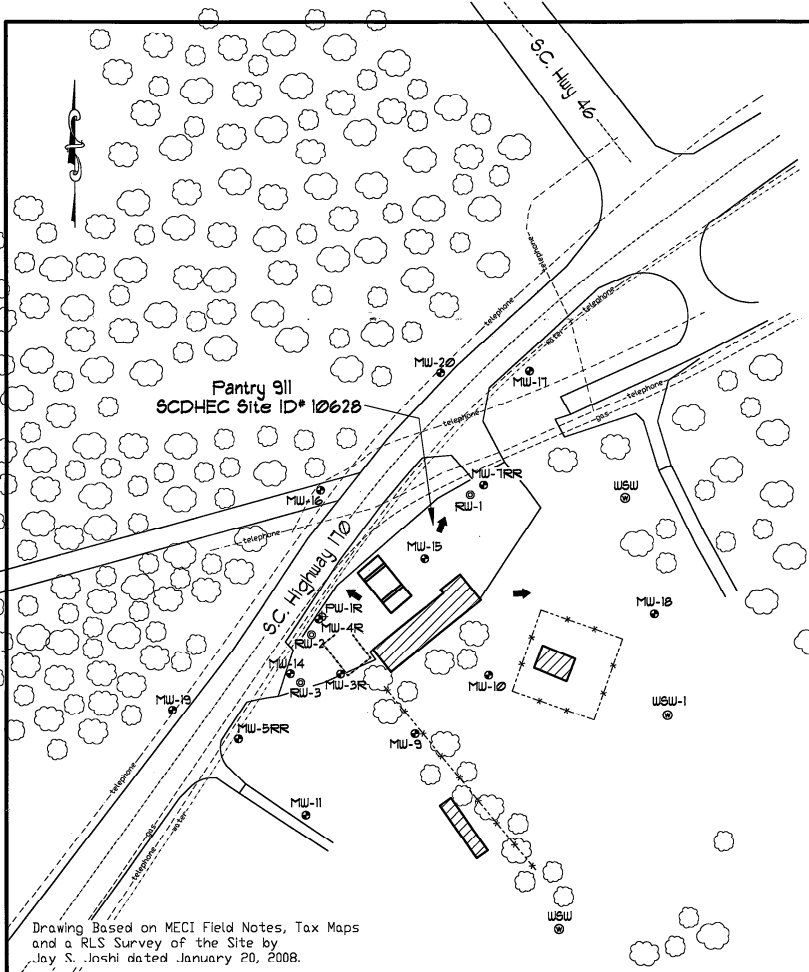 S.C. Hwy 46
telephone
telephone
telephone
water
MW-20
MW-17
Pantry 911
SCDHEC Site ID# 10628
telephone
telephone
gas
MW-7RR
WSW
MW-16
RW-1
telephone
S.C. Highway 170
MW-15
PW-1R
MW-18
MW-4R
RW-2
MW-14
MW-3R
MW-10
RW-3
WSW-1
MW-19
MW-5RR
MW-9
telephone
MW-11
gas
water
telephone
WSW
Drawing Based on MECI Field Notes, Tax Maps
and a RLS Survey of the Site by
Jay S. Joshi dated January 20, 2008.